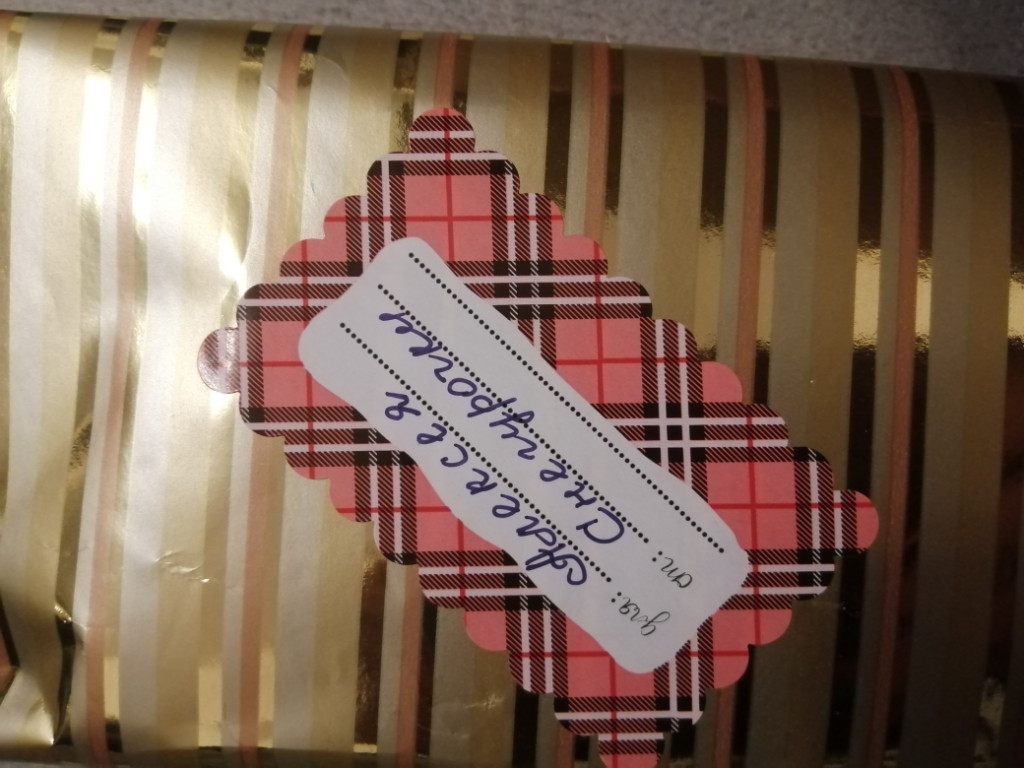 для: Алексея
от: Снегурочки